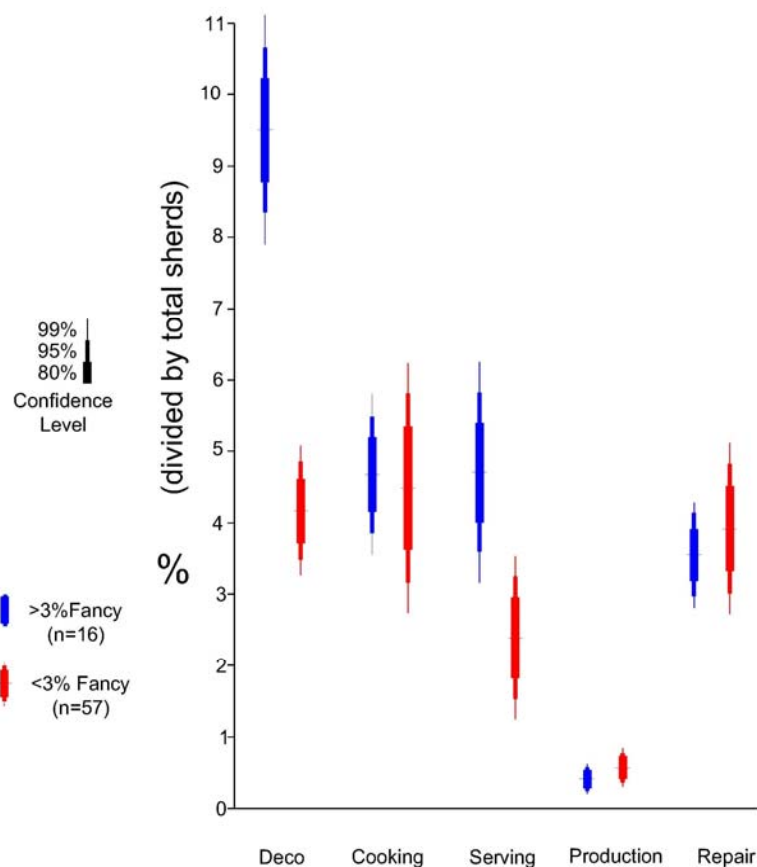 11
10
9
8
7
6
5
4
3
2
1
0
% (divided by total sherds)
99%
95%
80%
Confidence
Level
>3%Fancy
(n=16)
<3% Fancy
(n=57)
Deco Cooking Serving Production Repair